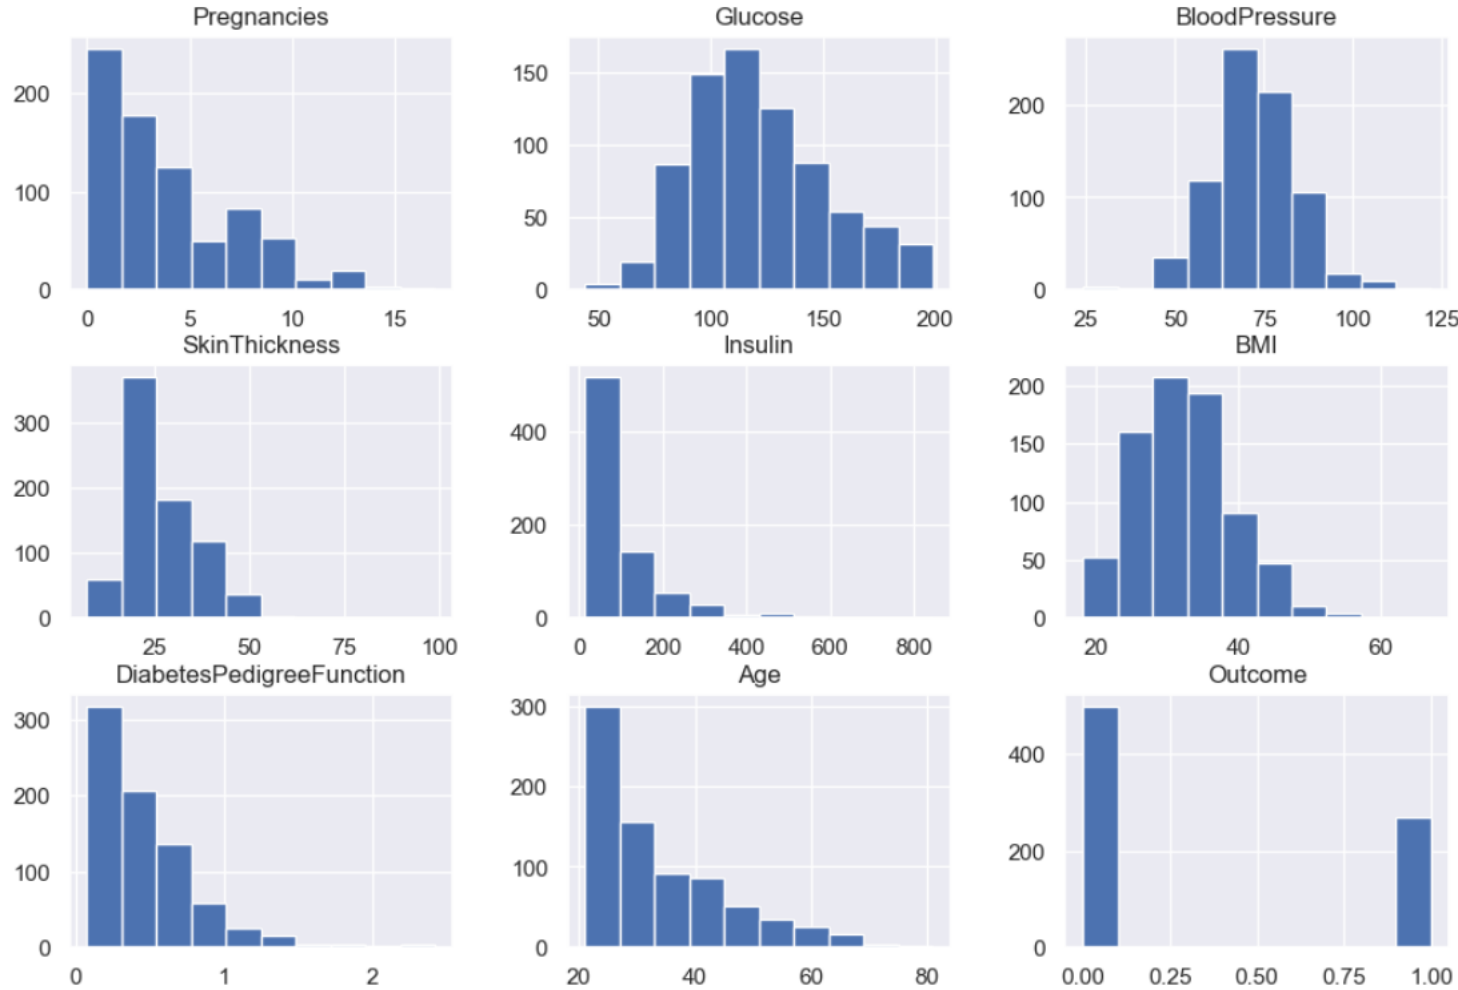 Pregnancies Glucose BloodPressure
200
100
0
0 5 10 15
150
100
50
0
50 100 150 200
200
100
0
25 50 75 100 125
SkinThickness Insulin BMI
300
200
100
0
25 50 75 100
400
200
0
0 200 400 600 800
200
150
100
50
0
20 40 60
DiabetesPedigreeFunction Age Outcome
300
200
100
0
0 1 2
300
200
100
0
20 40 60 80
400
200
0
0.00 0.25 0.50 0.75 1.00